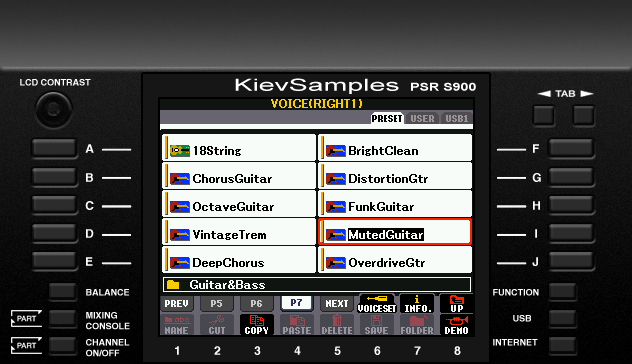 LCD CONTRAST
KievSamples PSR S900
TAB
VOICE(RIGHT1)
PRESET USER USB1
A 18String BrightClean F
B ChorusGuitar DistortionGtr G
C OctaveGuitar FunkGuitar H
D VintageTrem MutedGuitar I
E DeepChorus OverdriveGtr J
Guitar&Bass
BALANCE PREV P5 P6 P7 NEXT VOICESET INFO. UP FUNCTION
PART MIXING CONSOLE NAME CUT COPY PASTE DELETE SAVE FOLDER DEMO USB
PART CHANNEL ON/OFF INTERNET
1 2 3 4 5 6 7 8